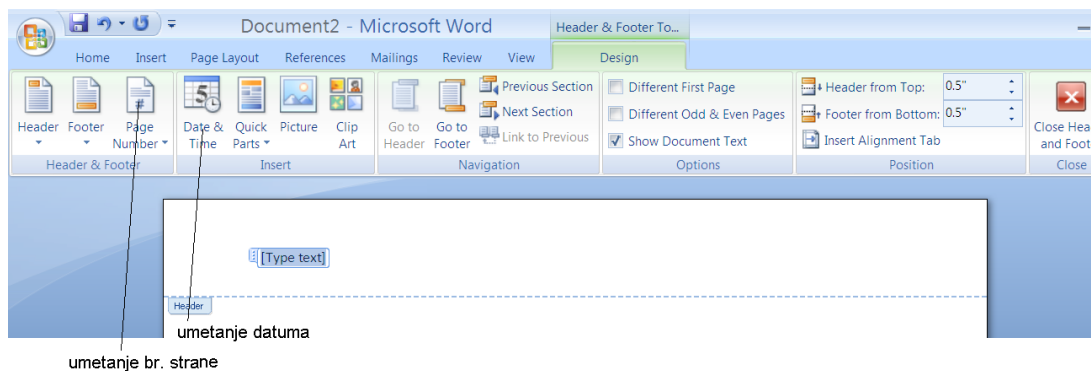 Document2 - Microsoft Word
Header & Footer To...
Home Insert Page Layout References Mailings Review View Design
Header
Footer
Page Number
Header & Footer
Date & Time
Quick Parts
Picture
Clip Art
Insert
Go to Header
Go to Footer
Previous Section
Next Section
Link to Previous
Navigation
Different First Page
Different Odd & Even Pages
Show Document Text
Options
Header from Top: 0.5"
Footer from Bottom: 0.5"
Insert Alignment Tab
Position
Close Hea
and Foot
Close
[Type text]
Header
umetanje datuma
umetanje br. strane